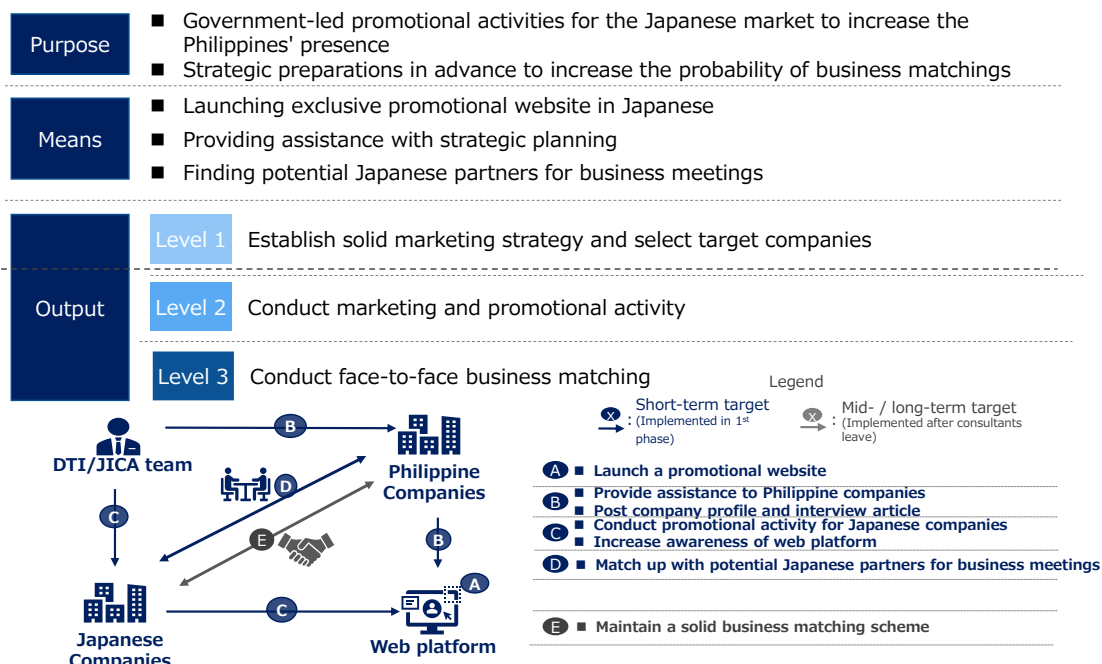 Purpose
■ Government-led promotional activities for the Japanese market to increase the
Philippines' presence
■ Strategic preparations in advance to increase the probability of business matchings
Means
■ Launching exclusive promotional website in Japanese
■ Providing assistance with strategic planning
■ Finding potential Japanese partners for business meetings
Output
Level 1 Establish solid marketing strategy and select target companies
Level 2 Conduct marketing and promotional activity
Level 3 Conduct face-to-face business matching
Legend
X : Short-term target
(Implemented in 1st
phase)
X : Mid- / long-term target
(Implemented after consultants
leave)
DTI/JICA team
B
Philippine
Companies
D
C
E
B
A
Japanese
Companies
C
Web platform
A ■ Launch a promotional website
B ■ Provide assistance to Philippine companies
■ Post company profile and interview article
C ■ Conduct promotional activity for Japanese companies
■ Increase awareness of web platform
D ■ Match up with potential Japanese partners for business meetings
E ■ Maintain a solid business matching scheme